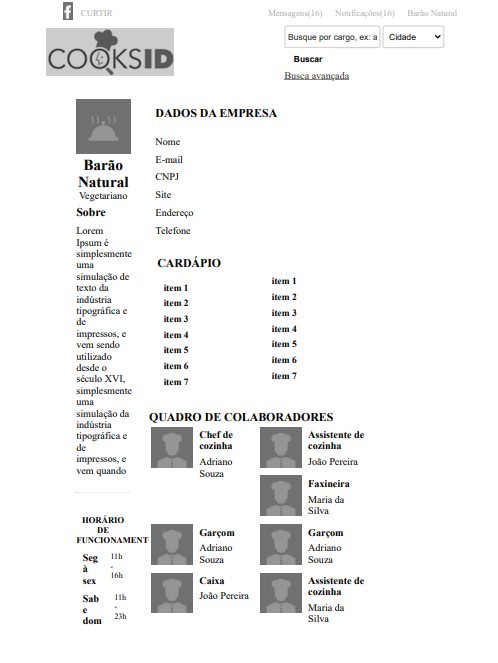 CURTIR
Mensagens(16) Notificações(16) Barão Natural
COOKSID
Busque por cargo, ex: a
Cidade
Buscar
Busca avançada
Barão
Natural
Vegetariano
Sobre
Lorem
Ipsum é
simplesmente
uma
simulação de
texto da
indústria
tipográfica e
de
impressos, e
vem sendo
utilizado
desde o
século XVI,
simplesmente
uma
simulação da
indústria
tipográfica e
de
impressos, e
vem quando
HORÁRIO
DE
FUNCIONAMENT
Seg
à
sex
11h
-
16h
Sab
e
dom
11h
-
23h
DADOS DA EMPRESA
Nome
E-mail
CNPJ
Site
Endereço
Telefone
CARDÁPIO
item 1
item 2
item 3
item 4
item 5
item 6
item 7
item 1
item 2
item 3
item 4
item 5
item 6
item 7
QUADRO DE COLABORADORES
Chef de
cozinha
Adriano
Souza
Assistente de
cozinha
João Pereira
Faxineira
Maria da
Silva
Garçom
Adriano
Souza
Garçom
Adriano
Souza
Caixa
João Pereira
Assistente de
cozinha
Maria da
Silva